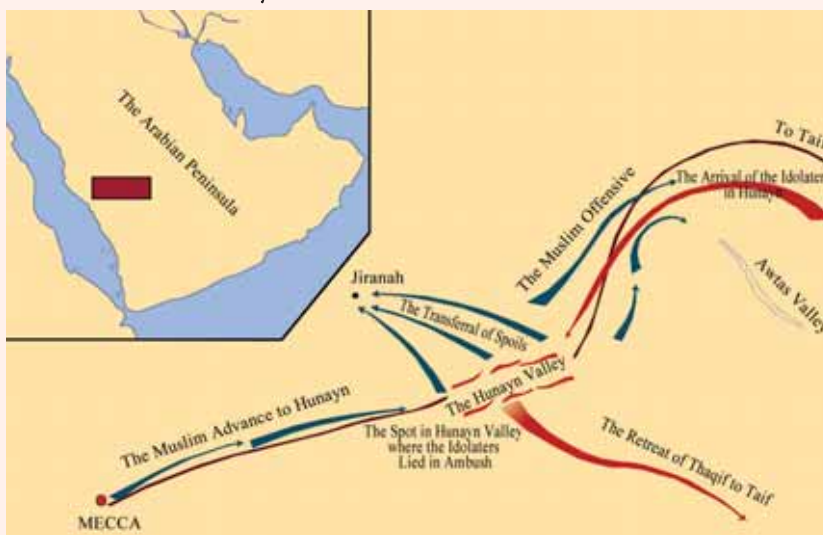 The Arabian Peninsula
To Taif
The Arrival of the Idolaters
in Hunayn
The Muslim Offensive
Awtas Valley
Jiranah
The Transferral of Spoils
The Hunayn Valley
The Muslim Advance to Hunayn
The Spot in Hunayn Valley
where the Idolaters
Lied in Ambush
The Retreat of Thaqif to Taif
MECCA